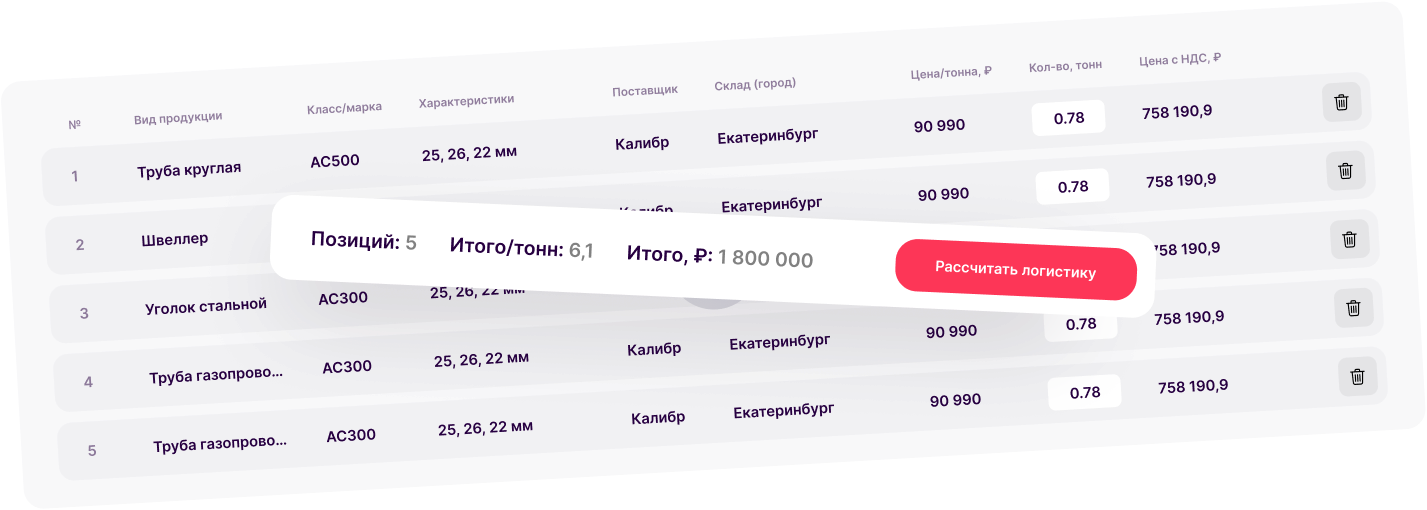 № Вид продукции Класс/марка Характеристики Поставщик Склад (город) Цена/тонна, ₽ Кол-во, тонн Цена с НДС, ₽
1 Труба круглая АС500 25, 26, 22 мм Калибр Екатеринбург 90 990 0.78 758 190,9
2 Швеллер Калибр Екатеринбург 90 990 0.78 758 190,9
Позиций: 5 Итого/тонн: 6,1 Итого, ₽: 1 800 000 Рассчитать логистику
3 Уголок стальной АС300 25, 26, 22 мм 758 190,9
4 Труба газопрово... АС300 25, 26, 22 мм Калибр Екатеринбург 90 990 0.78 758 190,9
5 Труба газопрово... АС300 25, 26, 22 мм Калибр Екатеринбург 90 990 0.78 758 190,9